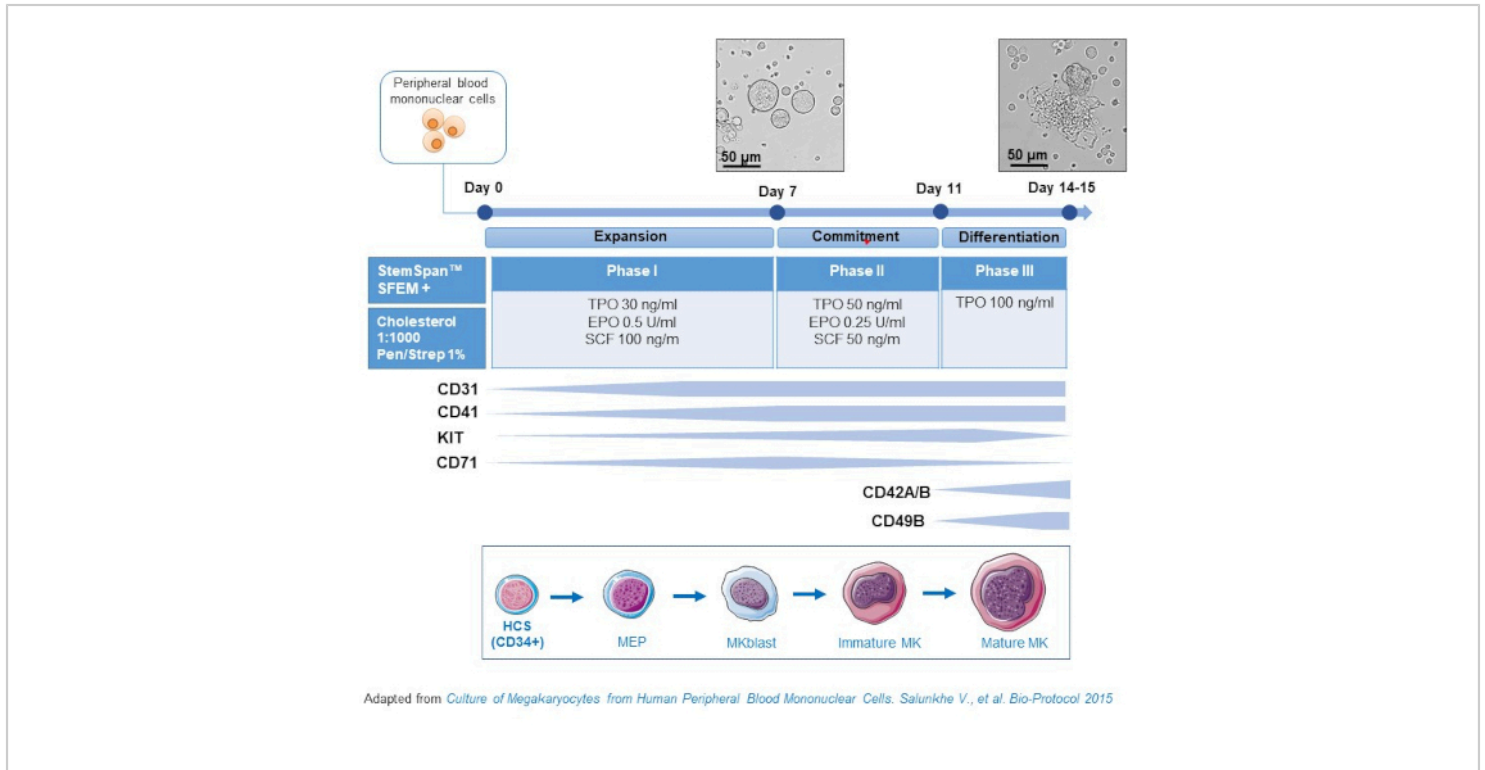 Peripheral blood
mononuclear cells
50 µm
50 µm
Day 0
Day 7
Day 11
Day 14-15
Expansion
Commitment
Differentiation
StemSpan™
SFEM +
Phase I
Phase II
Phase III
Cholesterol
1:1000
Pen/Strep 1%
TPO 30 ng/ml
EPO 0.5 U/ml
SCF 100 ng/m
TPO 50 ng/ml
EPO 0.25 U/ml
SCF 50 ng/m
TPO 100 ng/ml
CD31
CD41
KIT
CD71
CD42A/B
CD49B
HCS
(CD34+)
MEP
MKblast
Immature MK
Mature MK
Adapted from Culture of Megakaryocytes from Human Peripheral Blood Mononuclear Cells. Salunkhe V., et al. Bio-Protocol 2015